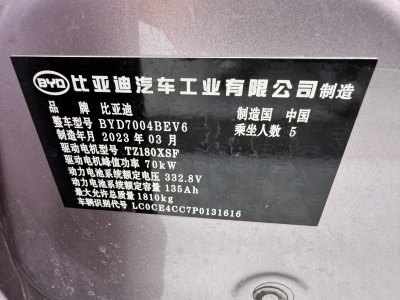 BYD 比亚迪汽车工业有限公司制造
品 牌 比亚迪 制造国 中国
整车型号 BYD7004BEV6 乘坐人数 5
制造年月 2023 年 03 月
驱动电机型号 TZ180XSF
驱动电机峰值功率 70kW
动力电池系统额定电压 332.8V
动力电池系统额定容量 135Ah
最大允许总质量 1810kg
车辆识别代号 LC0CE4CC7P0131616